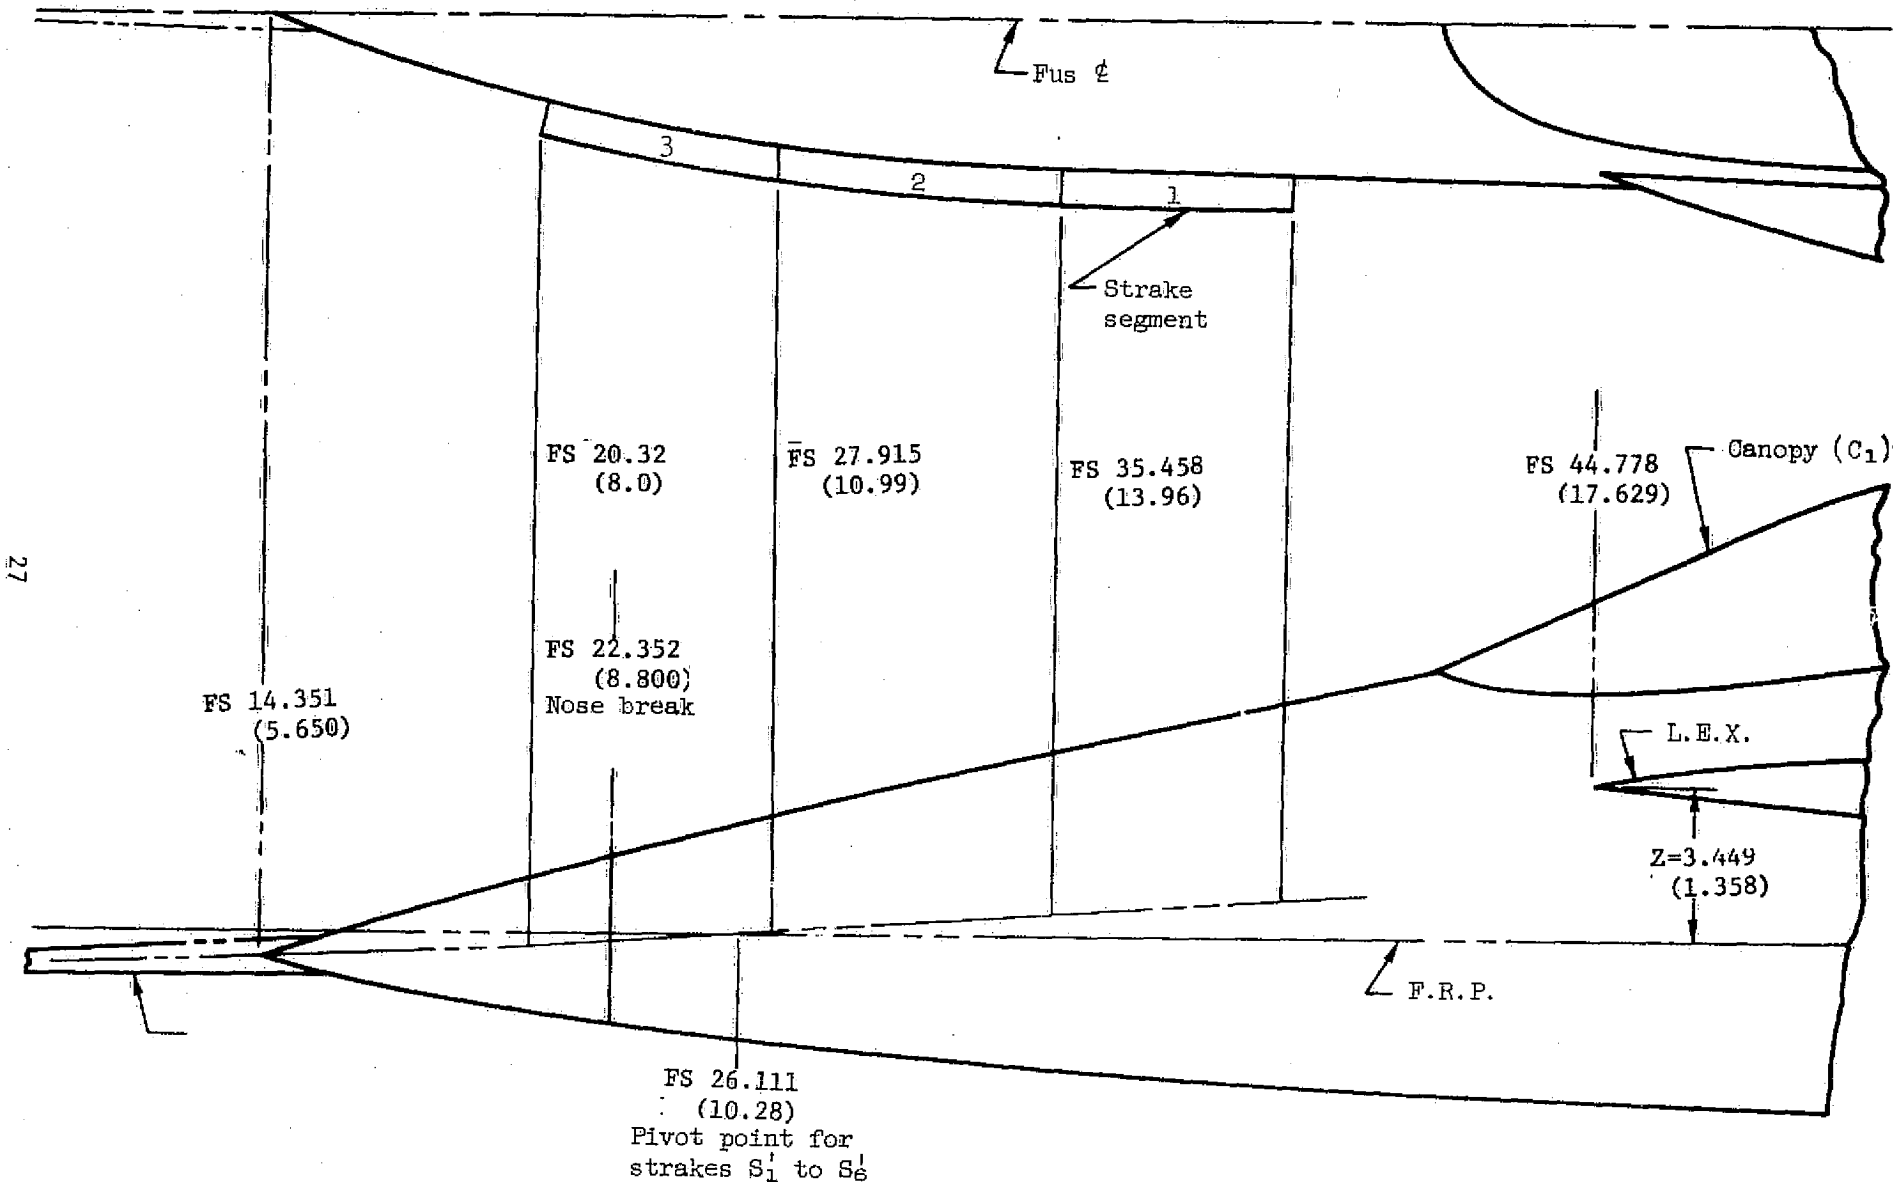 Fus ℄
3
2
1
Strake
segment
FS 20.32
(8.0)
FS 27.915
(10.99)
FS 35.458
(13.96)
FS 44.778
(17.629)
Canopy (C₁)
27
FS 22.352
(8.800)
Nose break
FS 14.351
(5.650)
L.E.X.
Z=3.449
(1.358)
F.R.P.
FS 26.111
(10.28)
Pivot point for
strakes S₁' to S₆'